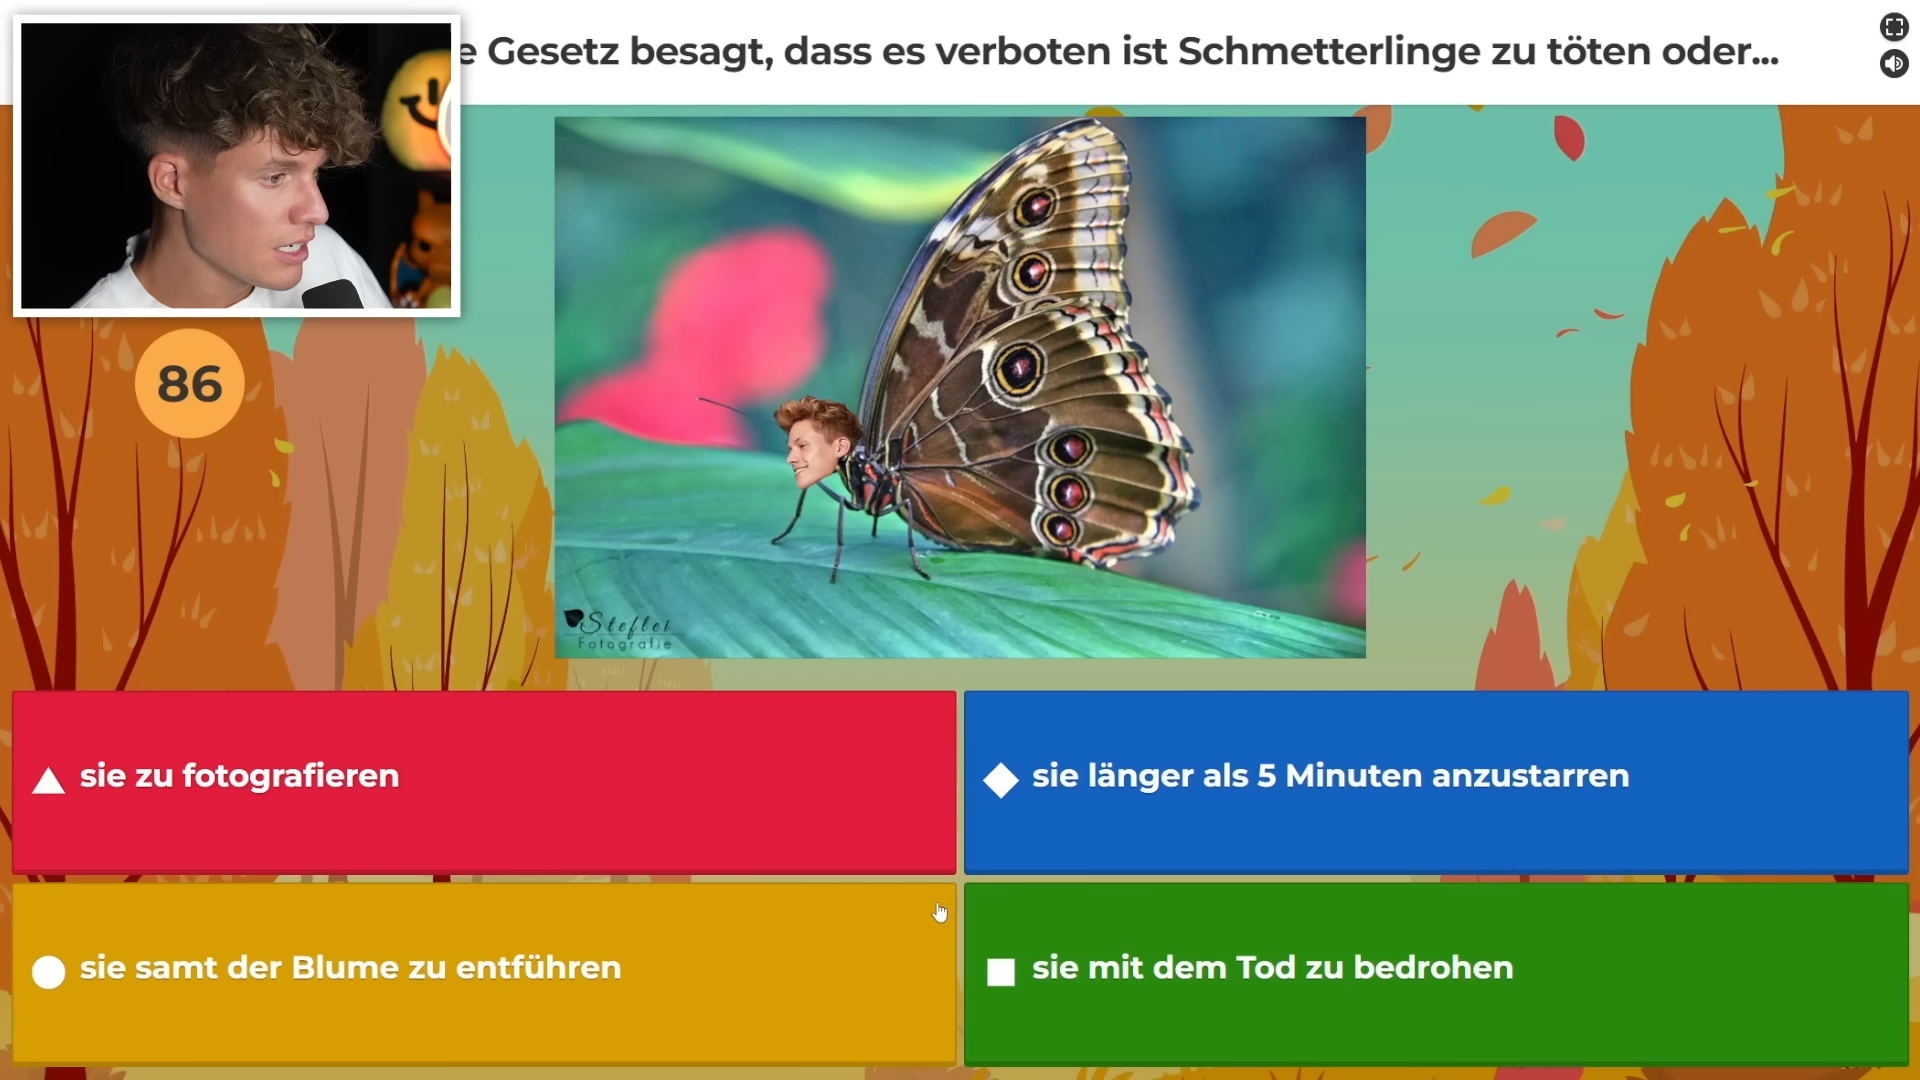 e Gesetz besagt, dass es verboten ist Schmetterlinge zu töten oder...
86
Steflei
Fotografie
sie zu fotografieren
sie länger als 5 Minuten anzustarren
sie samt der Blume zu entführen
sie mit dem Tod zu bedrohen